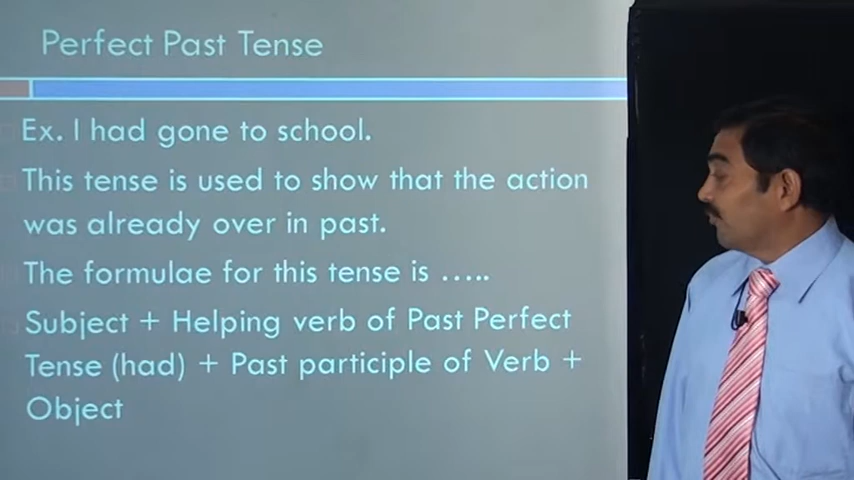 Perfect Past Tense
Ex. I had gone to school.
This tense is used to show that the action
was already over in past.
The formulae for this tense is …..
Subject + Helping verb of Past Perfect
Tense (had) + Past participle of Verb +
Object